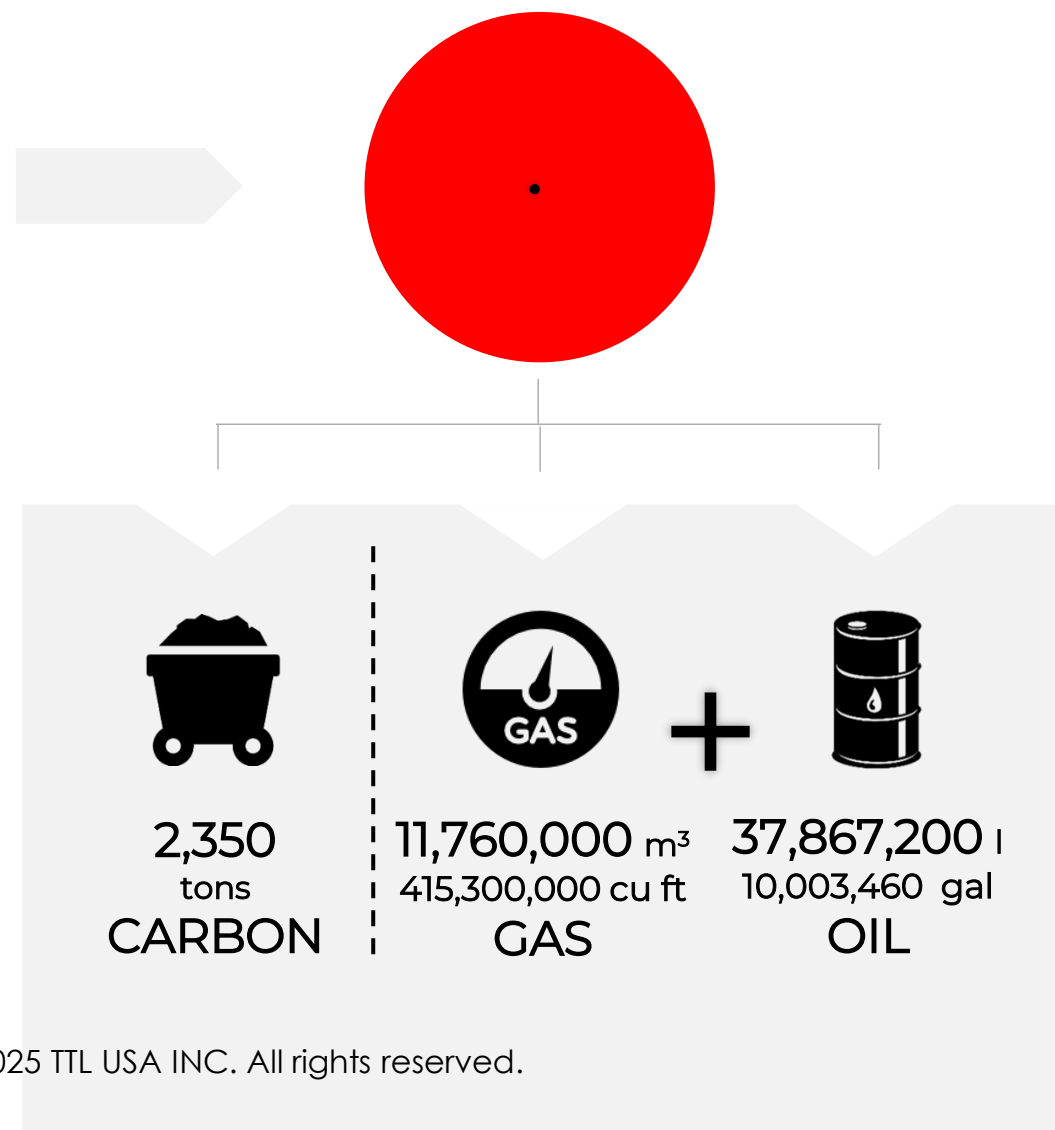 GAS
2,350
tons
CARBON
11,760,000 m³
415,300,000 cu ft
GAS
37,867,200 l
10,003,460 gal
OIL
025 TTL USA INC. All rights reserved.